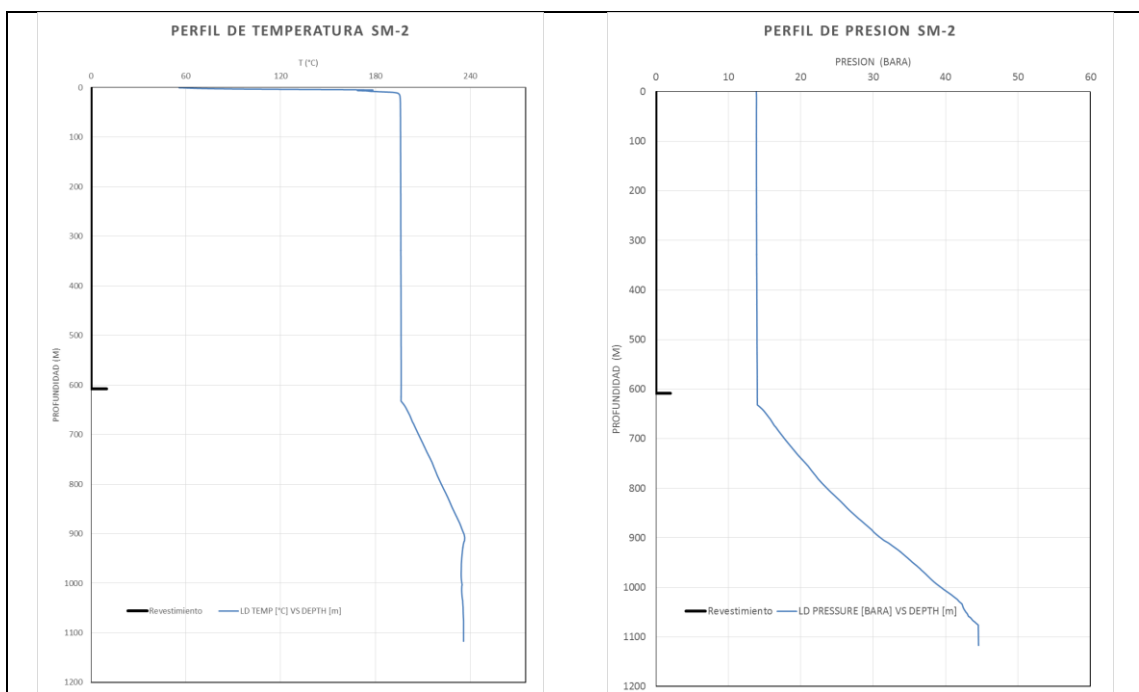 PERFIL DE TEMPERATURA SM-2
T (°C)
0 60 120 180 240
0
100
200
300
400
500
600
700
800
900
1000
1100
1200
PROFUNDIDAD (M)
Revestimiento LD TEMP [°C] VS DEPTH [m]
PERFIL DE PRESION SM-2
PRESION (BARA)
0 10 20 30 40 50 60
0
100
200
300
400
500
600
700
800
900
1000
1100
1200
PROFUNDIDAD (M)
Revestimiento LD PRESSURE [BARA] VS DEPTH [m]